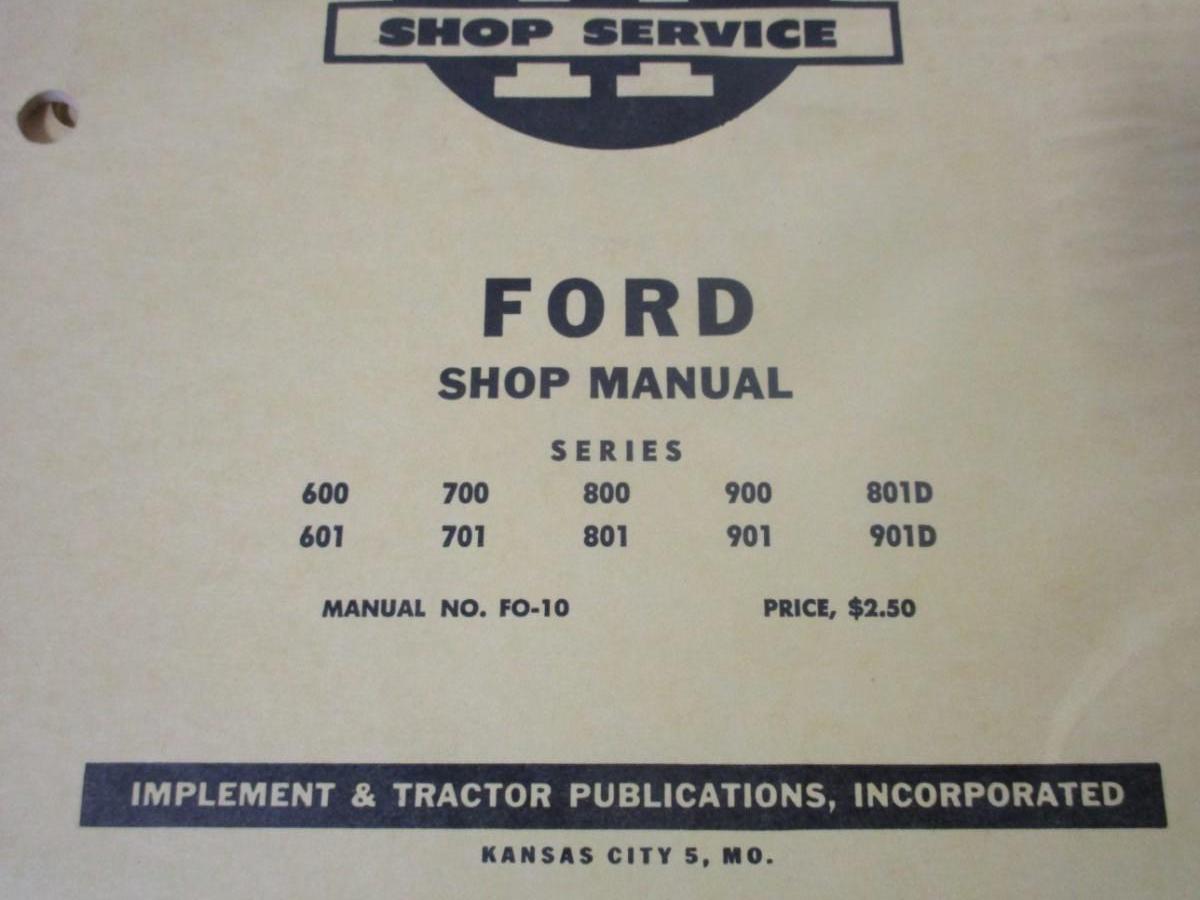 SHOP SERVICE
FORD
SHOP MANUAL
SERIES
600 700 800 900 801D
601 701 801 901 901D
MANUAL NO. FO-10 PRICE, $2.50
IMPLEMENT & TRACTOR PUBLICATIONS, INCORPORATED
KANSAS CITY 5, MO.